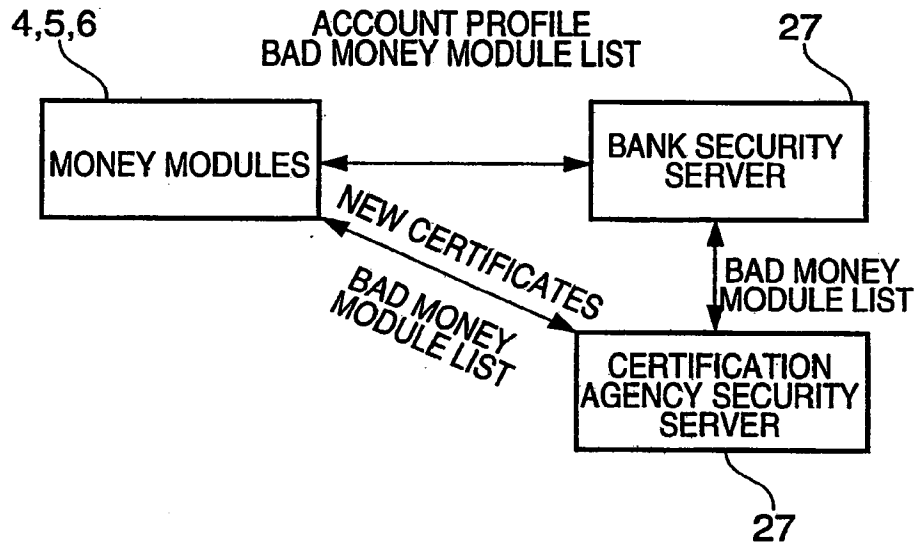 4,5,6
ACCOUNT PROFILE
BAD MONEY MODULE LIST
27
MONEY MODULES
BANK SECURITY
SERVER
NEW CERTIFICATES
BAD MONEY
MODULE LIST
BAD MONEY
MODULE LIST
CERTIFICATION
AGENCY SECURITY
SERVER
27